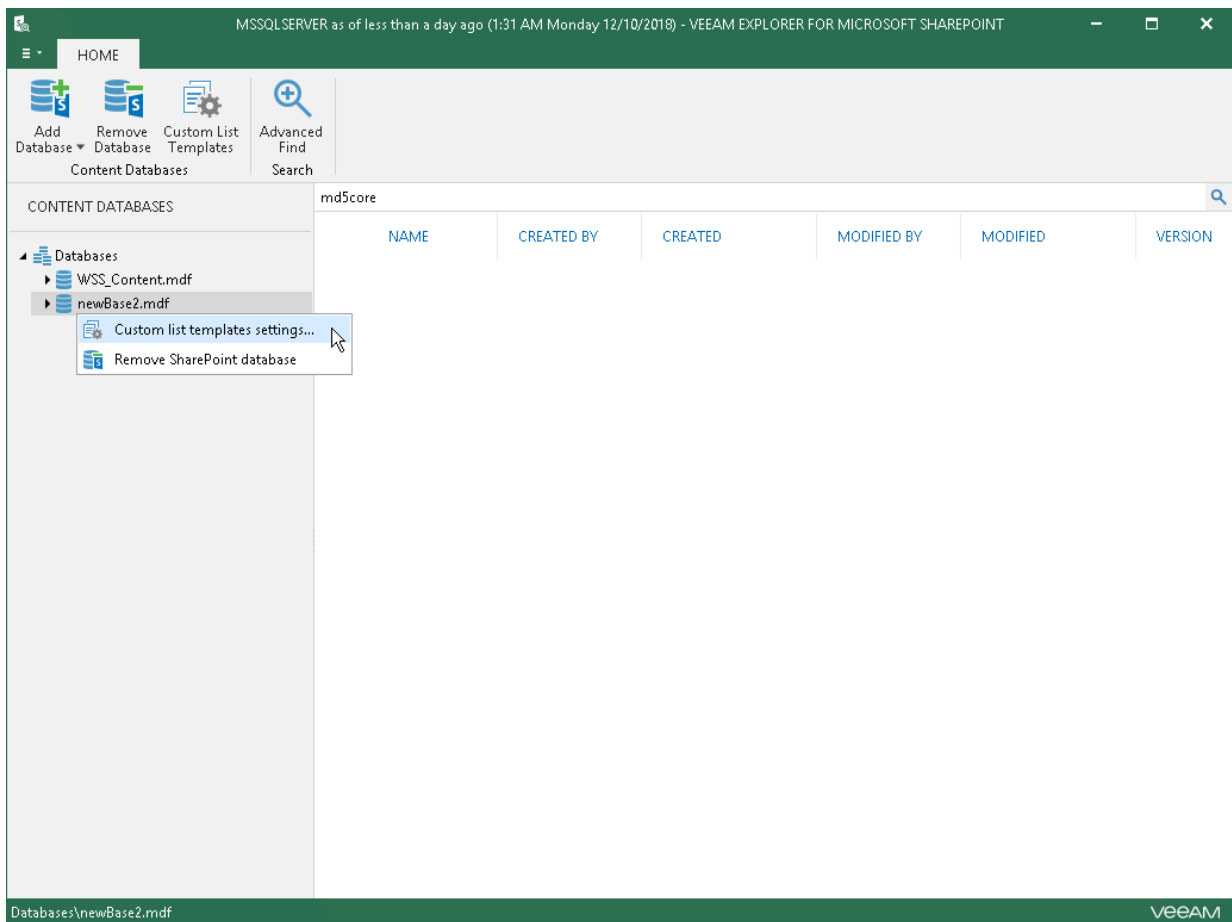 MSSQLSERVER as of less than a day ago (1:31 AM Monday 12/10/2018) - VEEAM EXPLORER FOR MICROSOFT SHAREPOINT
HOME
Add Database
Remove Database
Custom List Templates
Advanced Find
Content Databases
Search
CONTENT DATABASES
md5core
NAME CREATED BY CREATED MODIFIED BY MODIFIED VERSION
Databases
WSS_Content.mdf
newBase2.mdf
Custom list templates settings...
Remove SharePoint database
Databases\newBase2.mdf
veeAM